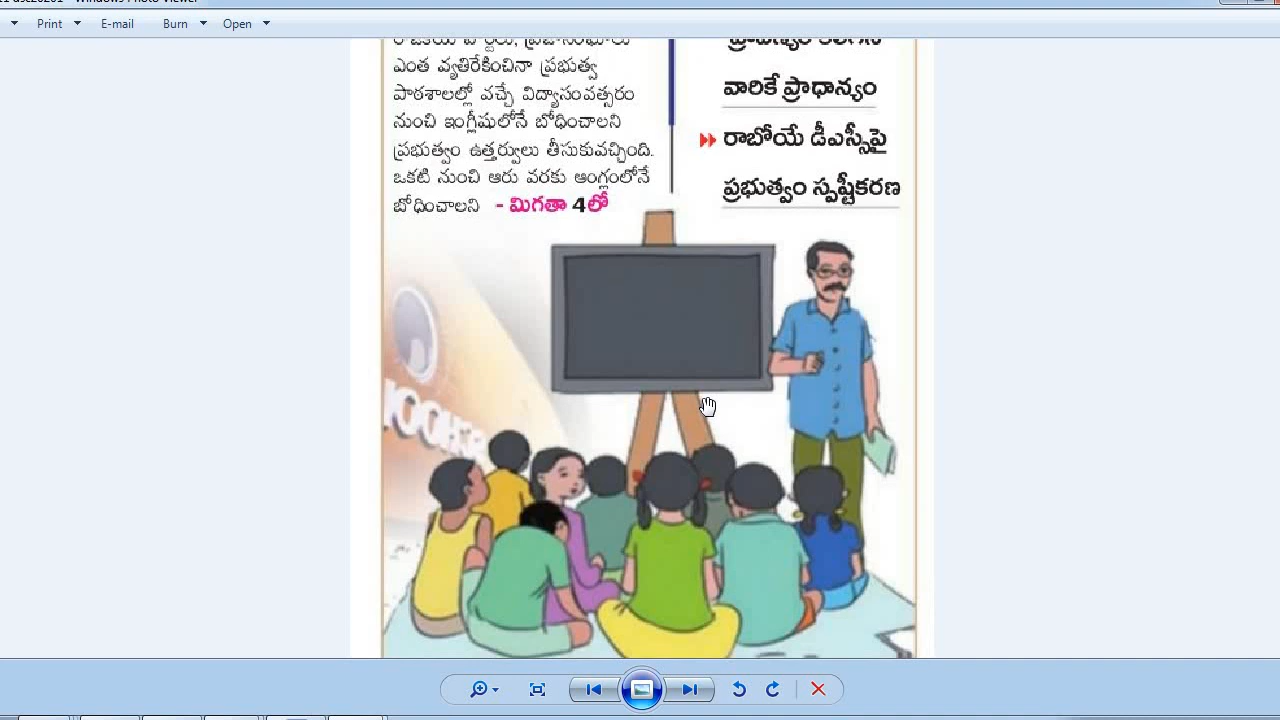 Print
E-mail
Burn
Open
ఎంత వ్యతిరేకించినా ప్రభుత్వ
పాఠశాలల్లో వచ్చే విద్యాసంవత్సరం
నుంచి ఇంగ్లీషులోనే బోధించాలని
ప్రభుత్వం ఉత్తర్వులు తీసుకువచ్చింది.
ఒకటి నుంచి ఆరు వరకు ఆంగ్లంలోనే
బోధించాలని - మిగతా 4లో
వారికే ప్రాధాన్యం
రాబోయే డీఎస్సీపై
ప్రభుత్వం స్పష్టీకరణ